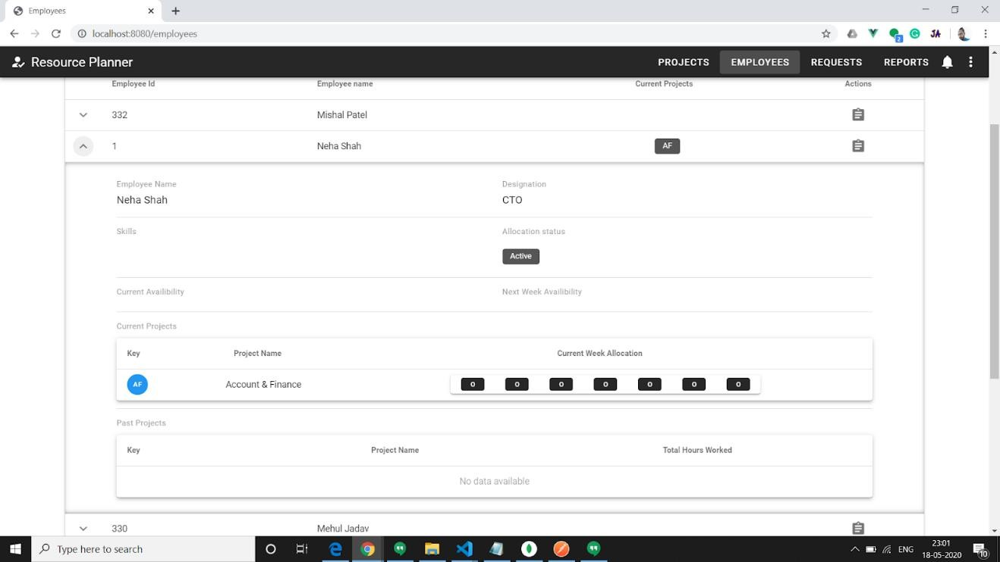 Employees
localhost:8080/employees
2
JA
Resource Planner
PROJECTS EMPLOYEES REQUESTS REPORTS
Employee Id Employee name Current Projects Actions
332 Mishal Patel
1 Neha Shah AF
Employee Name Designation
Neha Shah CTO
Skills Allocation status
Active
Current Availibility Next Week Availibility
Current Projects
Key Project Name Current Week Allocation
AF Account & Finance 0 0 0 0 0 0 0
Past Projects
Key Project Name Total Hours Worked
No data available
330 Mehul Jadav
Type here to search
ENG
23:01
18-05-2020
10